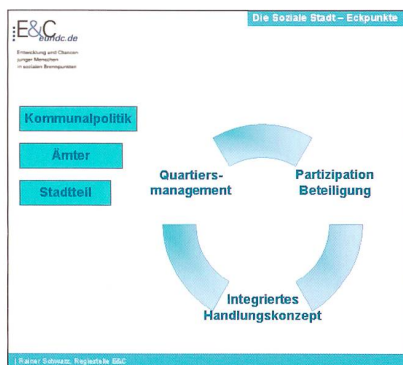 E&C
eundc.de
Entwicklung und Chancen
junger Menschen
in sozialen Brennpunkten
Die Soziale Stadt – Eckpunkte
Kommunalpolitik
Ämter
Stadtteil
Quartiers-
management
Partizipation
Beteiligung
Integriertes
Handlungskonzept
| Rainer Schwarz, Regiestelle E&C